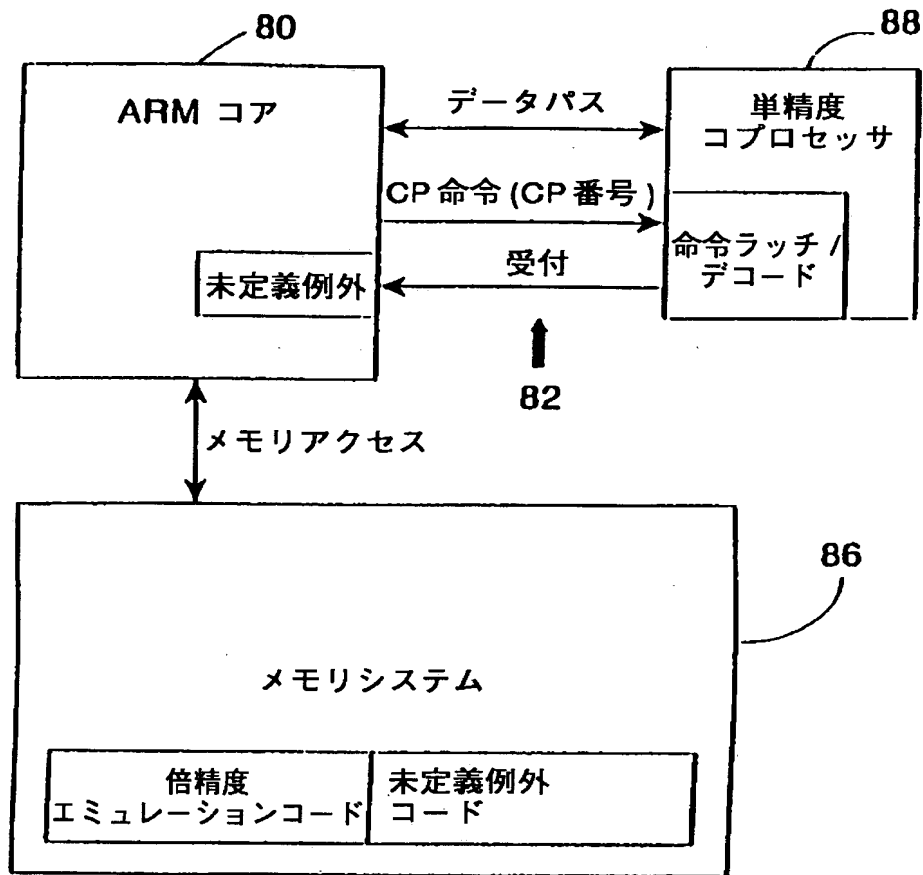 80
88
ARM コア
データパス
単精度
コプロセッサ
CP 命令 (CP 番号)
命令ラッチ /
デコード
受付
未定義例外
82
メモリアクセス
86
メモリシステム
倍精度
エミュレーションコード
未定義例外
コード